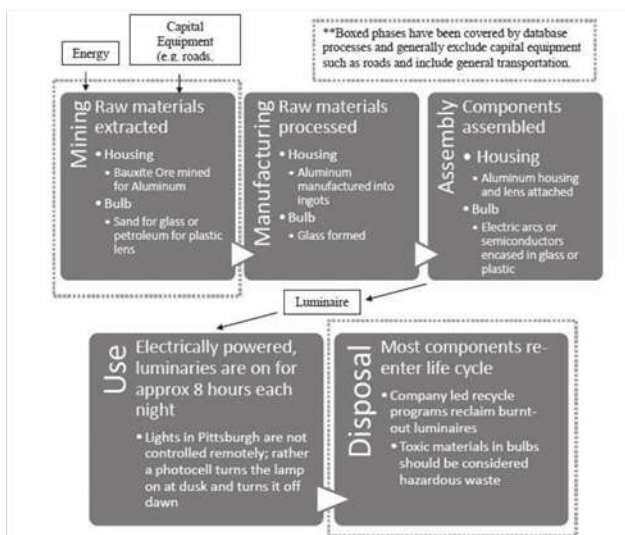 Energy
Capital
Equipment
(e.g. roads,
**Boxed phases have been covered by database
processes and generally exclude capital equipment
such as roads and include general transportation.
Mining
Raw materials
extracted
• Housing
• Bauxite Ore mined
for Aluminum
• Bulb
• Sand for glass or
petroleum for plastic
lens
Manufacturing
Raw materials
processed
• Housing
• Aluminum
manufactured into
ingots
• Bulb
• Glass formed
Assembly
Components
assembled
• Housing
• Aluminum housing
and lens attached
• Bulb
• Electric arcs or
semiconductors
encased in glass or
plastic
Luminaire
Use
Electrically powered,
luminaries are on for
approx 8 hours each
night
• Lights in Pittsburgh are not
controlled remotely; rather
a photocell turns the lamp
on at dusk and turns it off
dawn
Disposal
Most components re-
enter life cycle
• Company led recycle
programs reclaim burnt-
out luminaires
• Toxic materials in bulbs
should be considered
hazardous waste